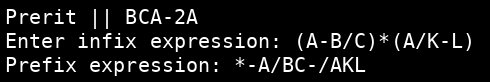 Prerit || BCA-2A
Enter infix expression: (A-B/C)*(A/K-L)
Prefix expression: *-A/BC-/AKL